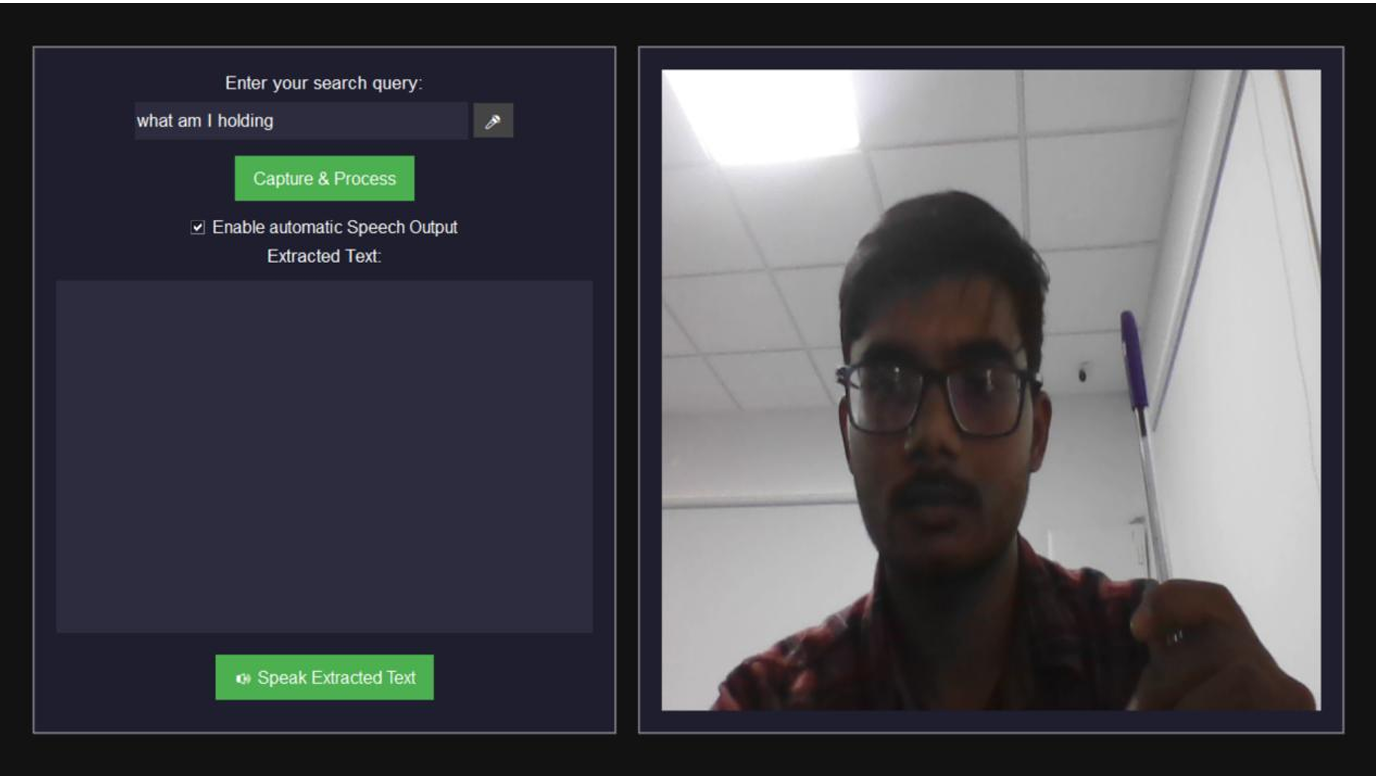 Enter your search query:
what am I holding
Capture & Process
Enable automatic Speech Output
Extracted Text:
Speak Extracted Text